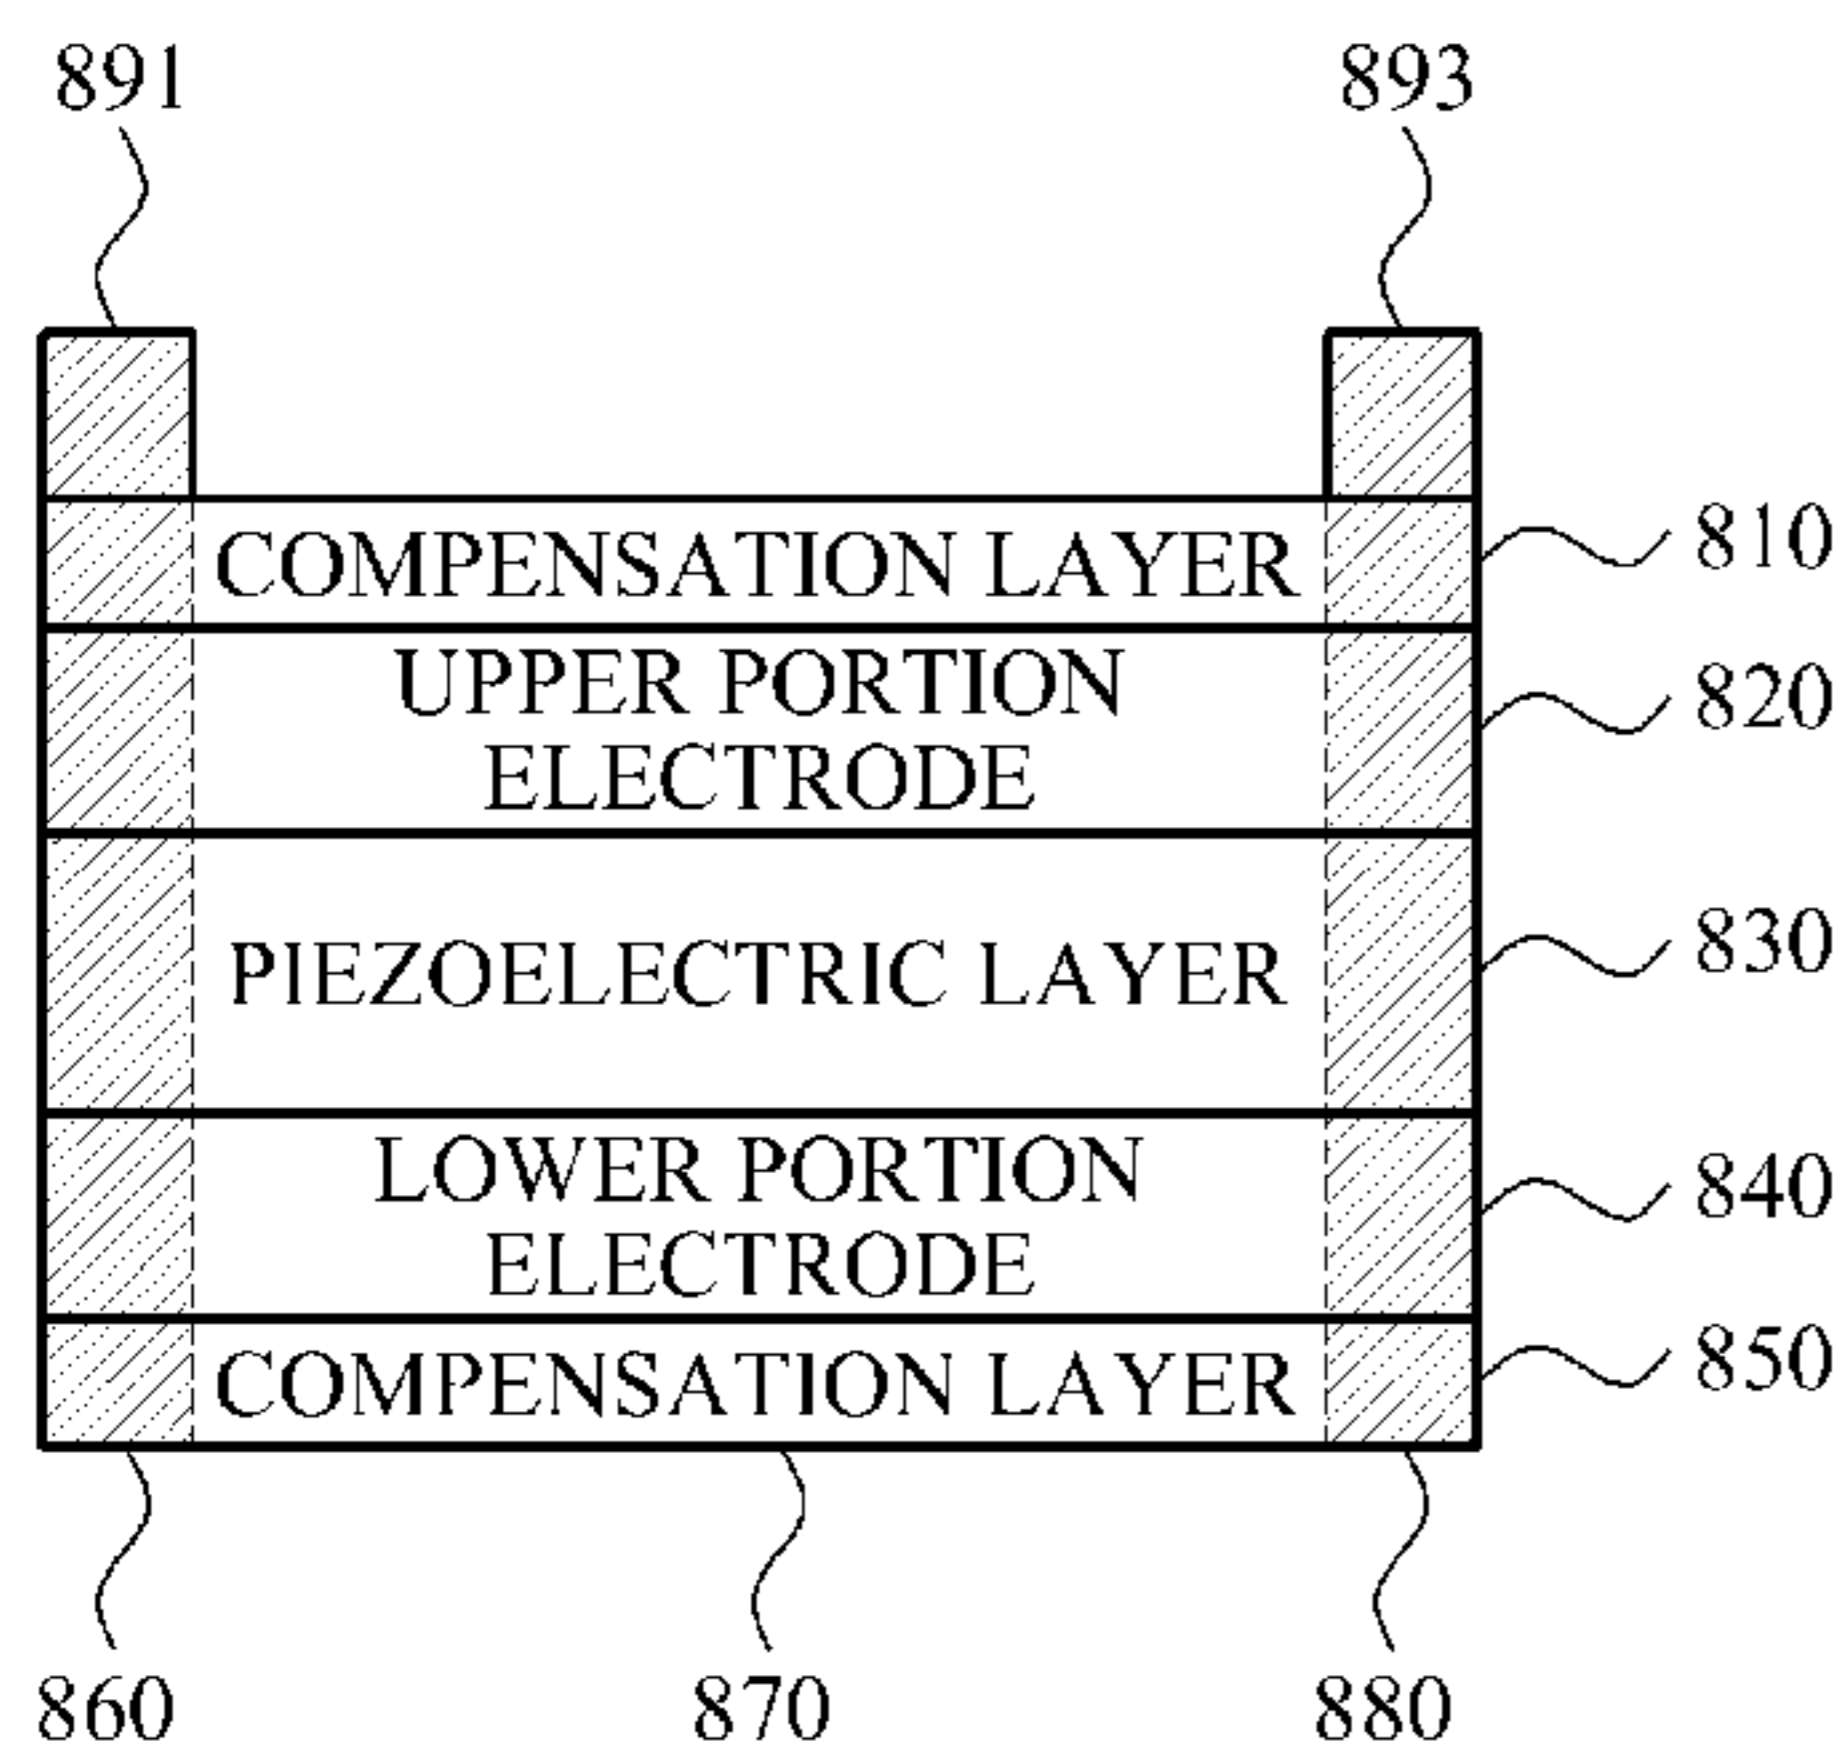 891 893
COMPENSATION LAYER 810
UPPER PORTION 820
ELECTRODE
PIEZOELECTRIC LAYER 830
LOWER PORTION 840
ELECTRODE
COMPENSATION LAYER 850
860 870 880